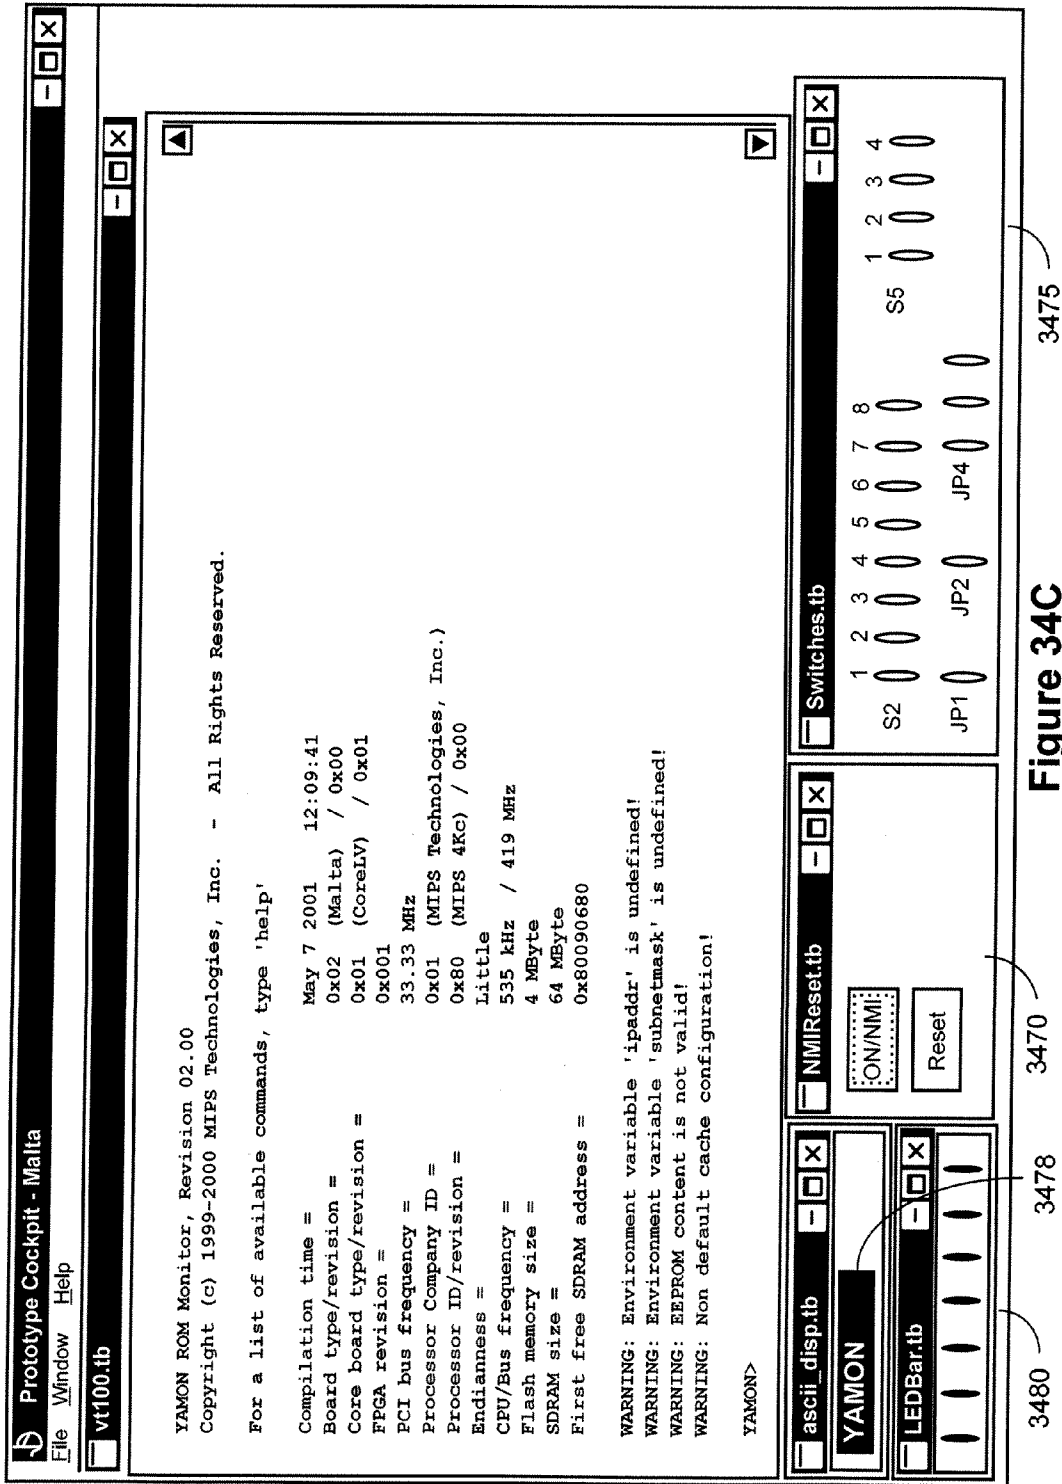 Prototype Cockpit - Malta
File Window Help
vt100.tb
YAMON ROM Monitor, Revision 02.00
Copyright (c) 1999-2000 MIPS Technologies, Inc. - All Rights Reserved.
For a list of available commands, type 'help'
Compilation time = May 7 2001 12:09:41
Board type/revision = 0x02 (Malta) / 0x00
Core board type/revision = 0x01 (CoreLV) / 0x01
FPGA revision = 0x001
PCI bus frequency = 33.33 MHz
Processor Company ID = 0x01 (MIPS Technologies, Inc.)
Processor ID/revision = 0x80 (MIPS 4Kc) / 0x00
Endianness = Little
CPU/Bus frequency = 535 kHz / 419 MHz
Flash memory size = 4 MByte
SDRAM size = 64 MByte
First free SDRAM address = 0x80090680
WARNING: Environment variable 'ipaddr' is undefined!
WARNING: Environment variable 'subnetmask' is undefined!
WARNING: EEPROM content is not valid!
WARNING: Non default cache configuration!
YAMON>
ascii_disp.tb
YAMON
LEDBar.tb
NMIReset.tb
ON/NMI
Reset
Switches.tb
1 2 3 4 5 6 7 8
S2
1 2 3 4
S5
JP1 JP2 JP4
3480
3478
3470
3475
Figure 34C